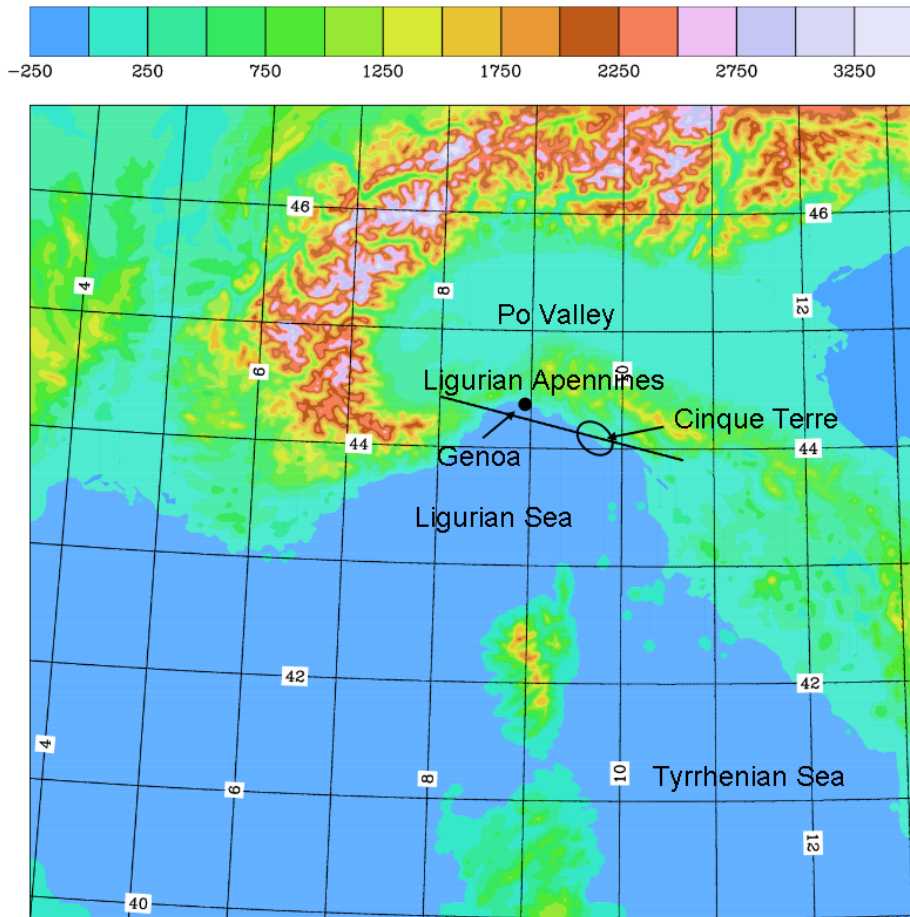 −250 250 750 1250 1750 2250 2750 3250
46 46
4 8 12
Po Valley
6 Ligurian Apennines 10
Cinque Terre
44 Genoa 44
Ligurian Sea
42 42
4 6 8 10 Tyrrhenian Sea
12
40